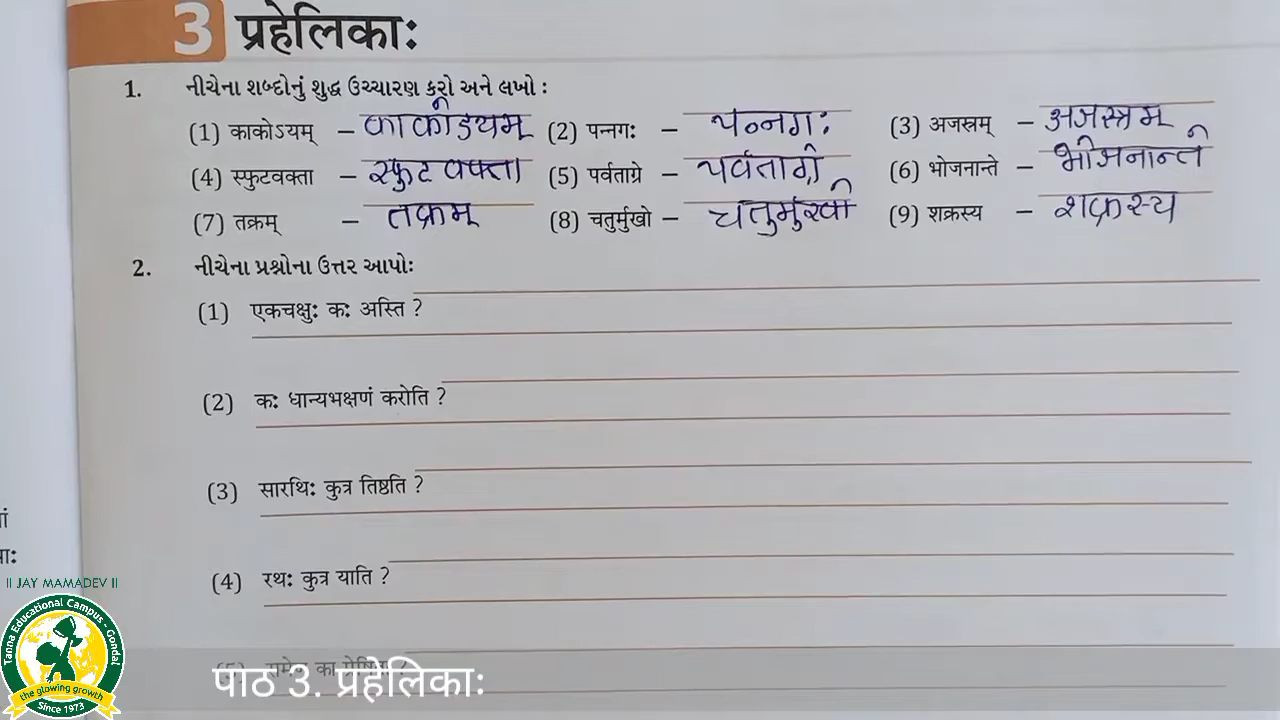 3 प्रहेलिकाः
1. નીચેના શબ્દોનું શુદ્ધ ઉચ્ચારણ કરો અને લખો :
(1) काकोऽयम् – काकोऽयम् (2) पन्नगः – पन्नगः (3) अजस्रम् – अजस्रम्
(4) स्फुटवक्ता – स्फुटवक्ता (5) पर्वताग्रे – पर्वताग्रे (6) भोजनान्ते – भोजनान्ते
(7) तक्रम् – तक्रम् (8) चतुर्मुखो – चतुर्मुखो (9) शक्रस्य – शक्रस्य
2. નીચેના પ્રશ્નોના ઉત્તર આપો:
(1) एकचक्षुः कः अस्ति ?
(2) कः धान्यभक्षणं करोति ?
(3) सारथिः कुत्र तिष्ठति ?
(4) रथः कुत्र याति ?
|| JAY MAMADEV ||
Tanna Educational Campus - Gondal
the glowing growth
Since 1973
पाठ 3. प्रहेलिकाः